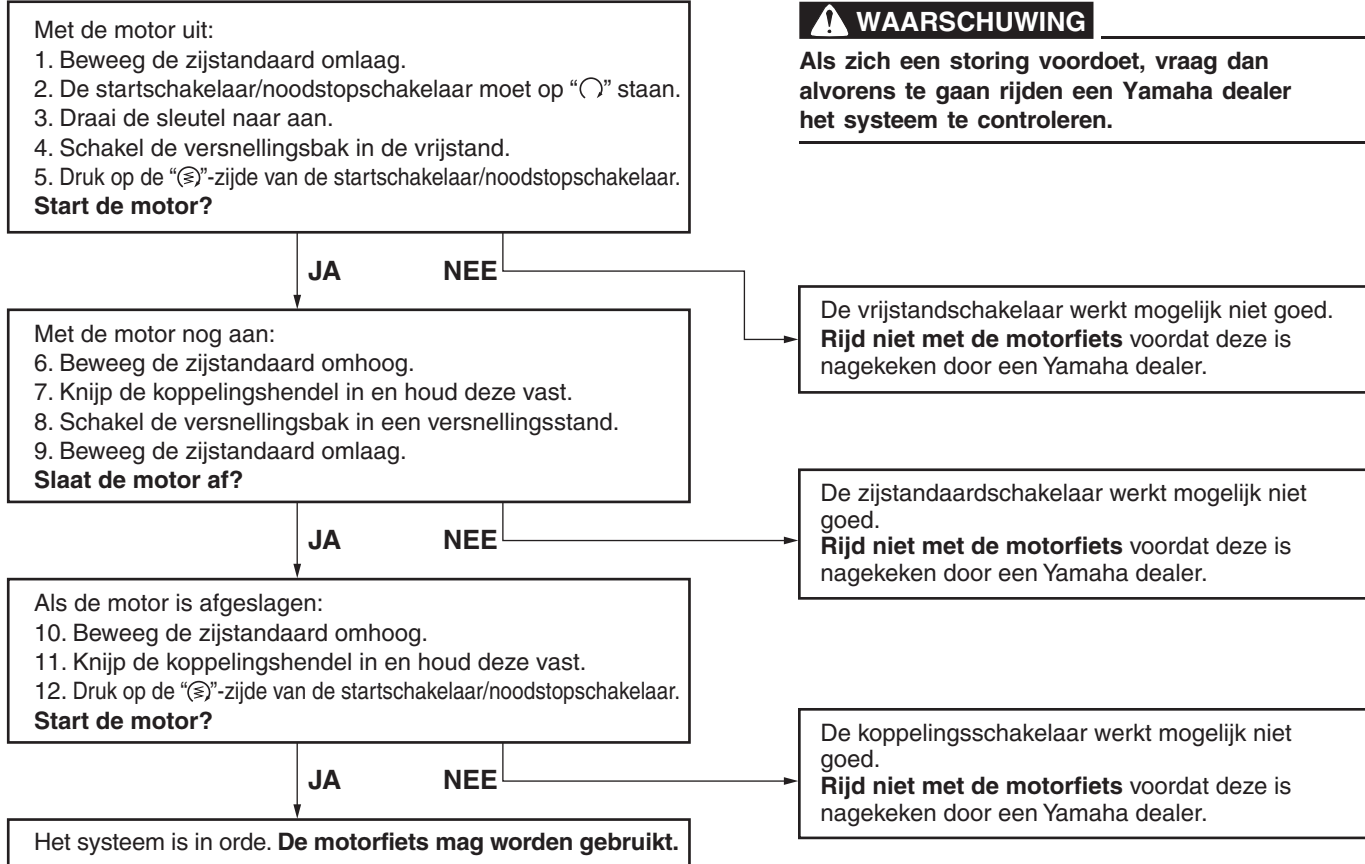 Met de motor uit:
1. Beweeg de zijstandaard omlaag.
2. De startschakelaar/noodstopschakelaar moet op “ ” staan.
3. Draai de sleutel naar aan.
4. Schakel de versnellingsbak in de vrijstand.
5. Druk op de “ ”-zijde van de startschakelaar/noodstopschakelaar.
Start de motor?
WAARSCHUWING
Als zich een storing voordoet, vraag dan
alvorens te gaan rijden een Yamaha dealer
het systeem te controleren.
JA
NEE
De vrijstandschakelaar werkt mogelijk niet goed.
Rijd niet met de motorfiets voordat deze is
nagekeken door een Yamaha dealer.
Met de motor nog aan:
6. Beweeg de zijstandaard omhoog.
7. Knijp de koppelingshendel in en houd deze vast.
8. Schakel de versnellingsbak in een versnellingsstand.
9. Beweeg de zijstandaard omlaag.
Slaat de motor af?
JA
NEE
De zijstandaardschakelaar werkt mogelijk niet
goed.
Rijd niet met de motorfiets voordat deze is
nagekeken door een Yamaha dealer.
Als de motor is afgeslagen:
10. Beweeg de zijstandaard omhoog.
11. Knijp de koppelingshendel in en houd deze vast.
12. Druk op de “ ”-zijde van de startschakelaar/noodstopschakelaar.
Start de motor?
JA
NEE
De koppelingsschakelaar werkt mogelijk niet
goed.
Rijd niet met de motorfiets voordat deze is
nagekeken door een Yamaha dealer.
Het systeem is in orde. De motorfiets mag worden gebruikt.